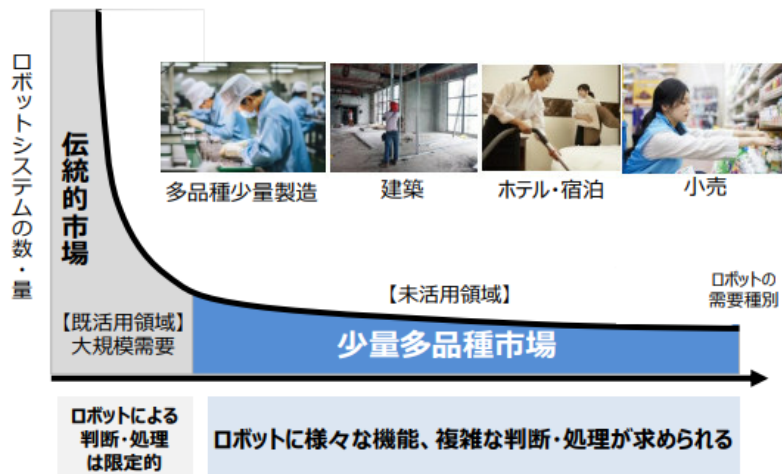 ロボットシステムの数・量
伝統的市場
多品種少量製造
建築
ホテル・宿泊
小売
【既活用領域】
大規模需要
【未活用領域】
ロボットの
需要種別
少量多品種市場
ロボットによる
判断・処理
は限定的
ロボットに様々な機能、複雑な判断・処理が求められる